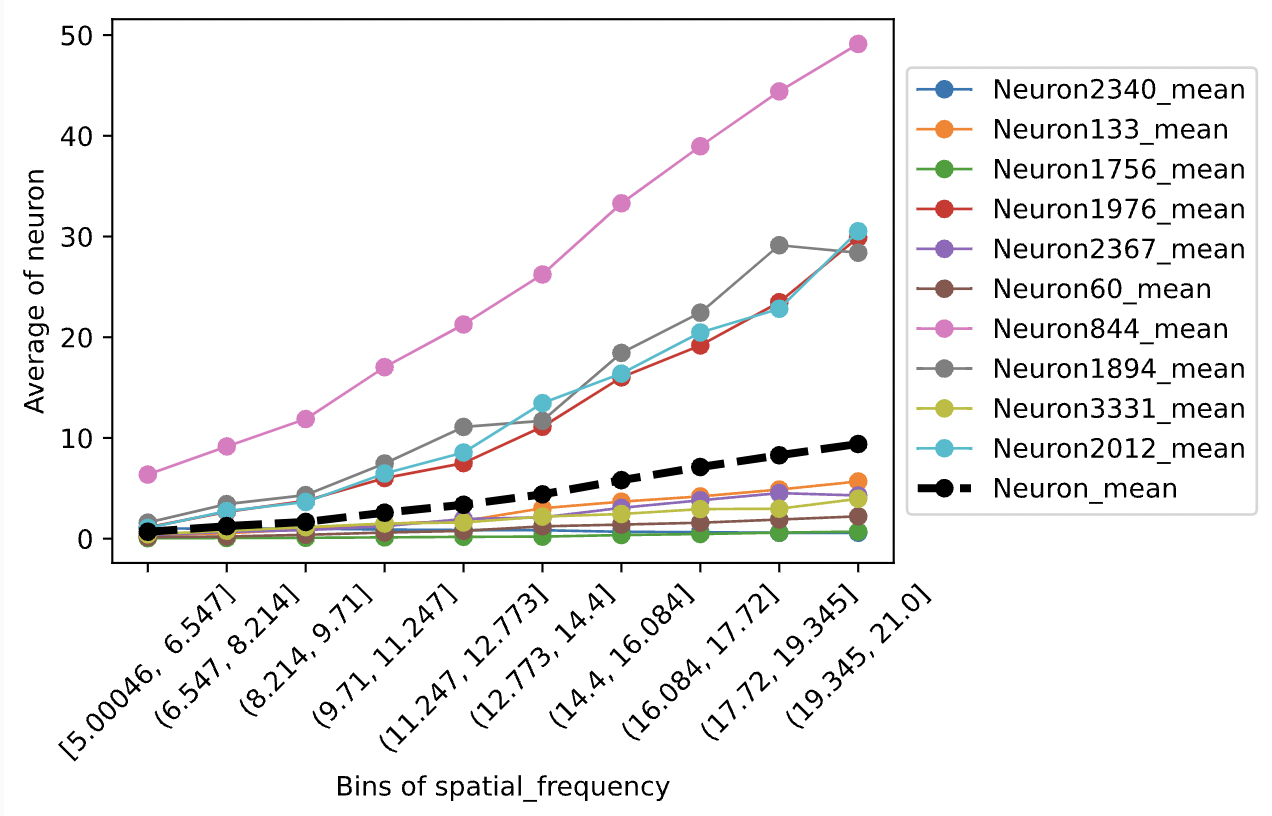 50
40
30
20
10
0
Average of neuron
[5.00046,  6.547]
(6.547, 8.214]
(8.214, 9.71]
(9.71, 11.247]
(11.247, 12.773]
(12.773, 14.4]
(14.4, 16.084]
(16.084, 17.72]
(17.72, 19.345]
(19.345, 21.0]
Bins of spatial_frequency
Neuron2340_mean
Neuron133_mean
Neuron1756_mean
Neuron1976_mean
Neuron2367_mean
Neuron60_mean
Neuron844_mean
Neuron1894_mean
Neuron3331_mean
Neuron2012_mean
Neuron_mean